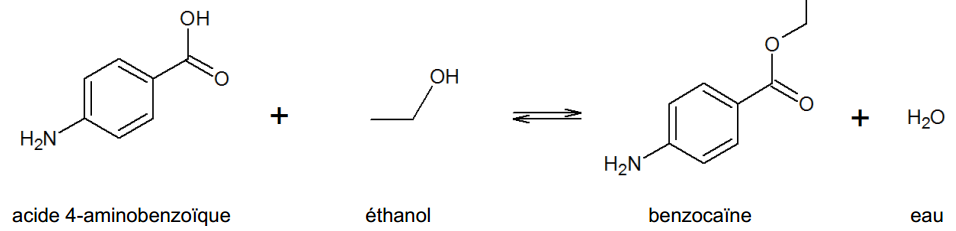 OH
O
H₂N
+
OH
O
O
H₂N
+
H₂O
acide 4-aminobenzoïque
éthanol
benzocaïne
eau